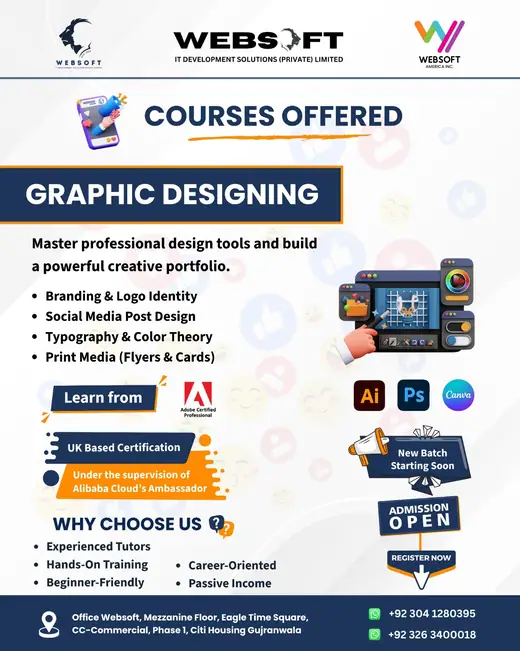 WEBSOFT
WEBSOFT
IT DEVELOPMENT SOLUTIONS (PRIVATE) LIMITED
WEBSOFT
AMERICA INC.
COURSES OFFERED
GRAPHIC DESIGNING
Master professional design tools and build
a powerful creative portfolio.
• Branding & Logo Identity
• Social Media Post Design
• Typography & Color Theory
• Print Media (Flyers & Cards)
Learn from
Adobe Certified
Professional
Ai
Ps
Canva
UK Based Certification
Under the supervision of
Alibaba Cloud's Ambassador
New Batch
Starting Soon
ADMISSION
OPEN
REGISTER NOW
WHY CHOOSE US
• Experienced Tutors
• Hands-On Training
• Beginner-Friendly
• Career-Oriented
• Passive Income
Office Websoft, Mezzanine Floor, Eagle Time Square,
CC-Commercial, Phase 1, Citi Housing Gujranwala
+92 304 1280395
+92 326 3400018